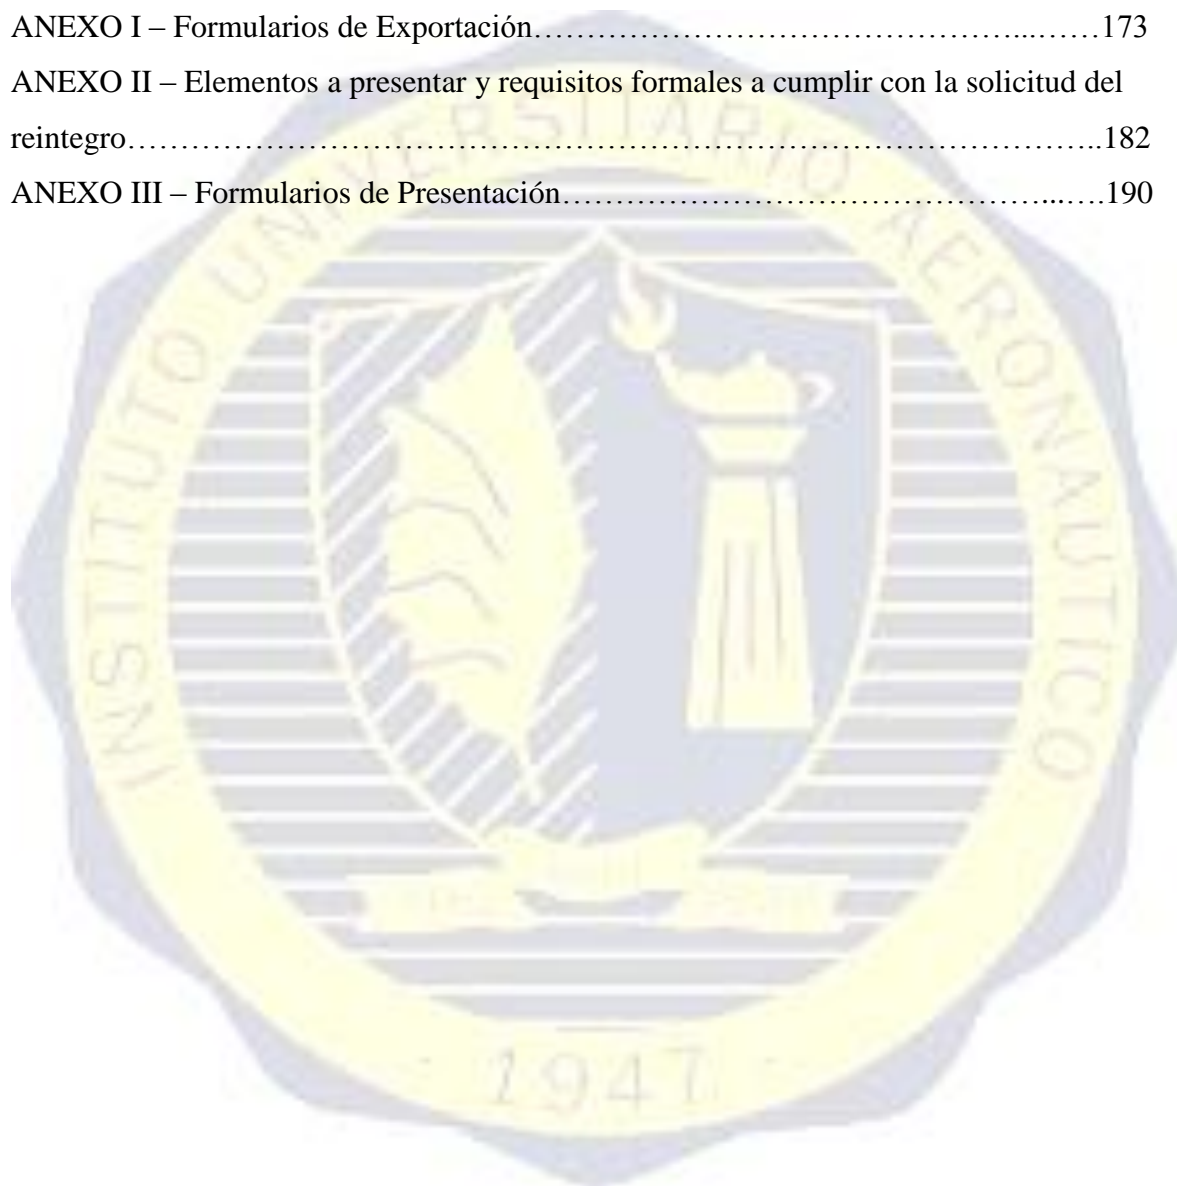 ANEXO I – Formularios de Exportación………………………………………...……173
ANEXO II – Elementos a presentar y requisitos formales a cumplir con la solicitud del
reintegro………………………………………………………………………………..182
ANEXO III – Formularios de Presentación………………………………………...….190
INSTITUTO UNIVERSITARIO AERONAUTICO
- 1947 -